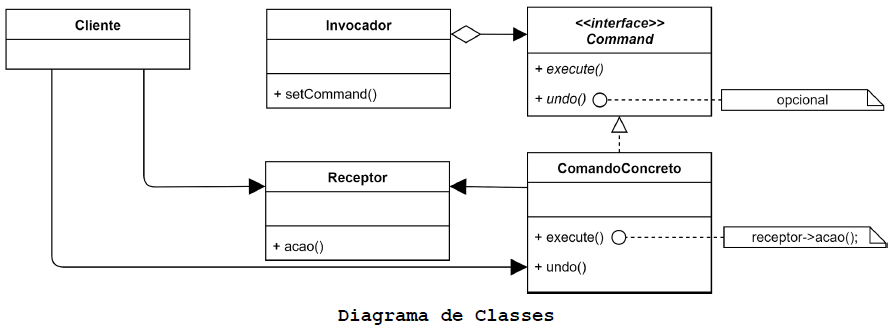 Cliente
Invocador
+ setCommand()
<<interface>>
Command
+ execute()
+ undo()
opcional
Receptor
+ acao()
ComandoConcreto
+ execute()
receptor->acao();
+ undo()
Diagrama de Classes